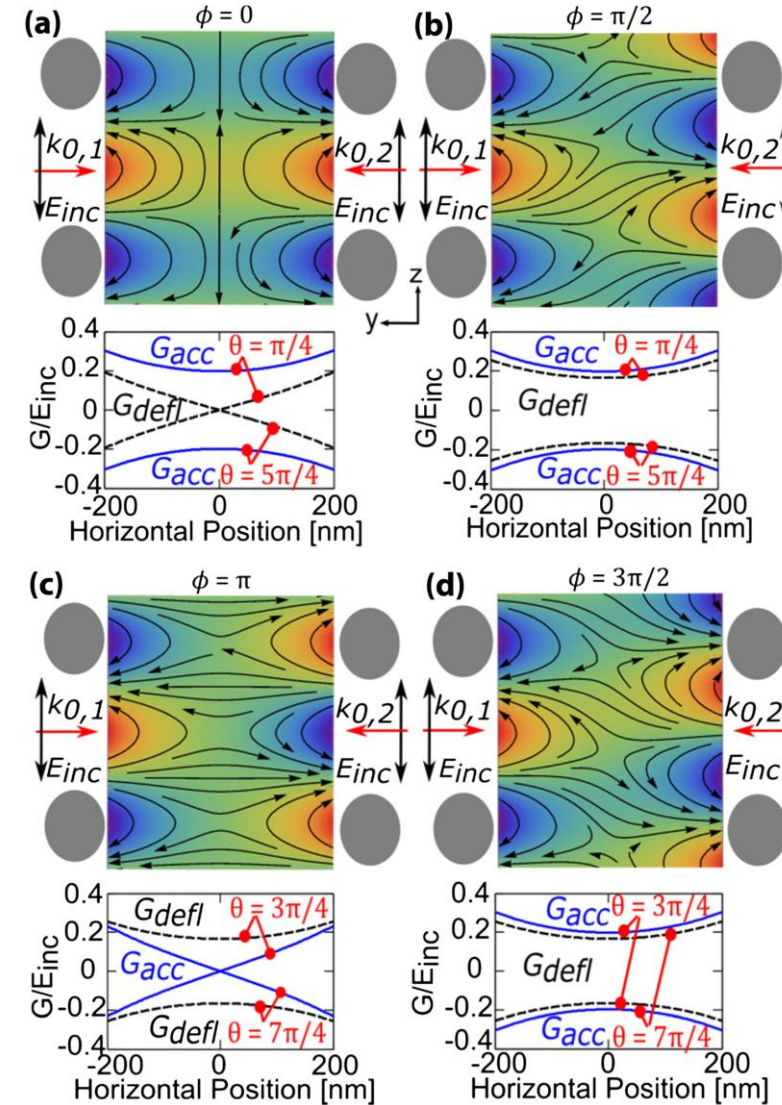 (a) ϕ = 0
k0,1 k0,2
Einc Einc
(b) ϕ = π/2
k0,1 k0,2
Einc Einc
z
y
0.4
0.2
0
-0.2
-0.4
G/Einc
Gacc θ = π/4
Gdefl
Gacc θ = 5π/4
-200 0 200
Horizontal Position [nm]
0.4
0.2
0
-0.2
-0.4
G/Einc
Gacc θ = π/4
Gdefl
Gacc θ = 5π/4
-200 0 200
Horizontal Position [nm]
(c) ϕ = π
k0,1 k0,2
Einc Einc
(d) ϕ = 3π/2
k0,1 k0,2
Einc Einc
0.4
0.2
0
-0.2
-0.4
G/Einc
Gdefl θ = 3π/4
Gacc
Gdefl θ = 7π/4
-200 0 200
Horizontal Position [nm]
0.4
0.2
0
-0.2
-0.4
G/Einc
Gacc θ = 3π/4
Gdefl
Gacc θ = 7π/4
-200 0 200
Horizontal Position [nm]